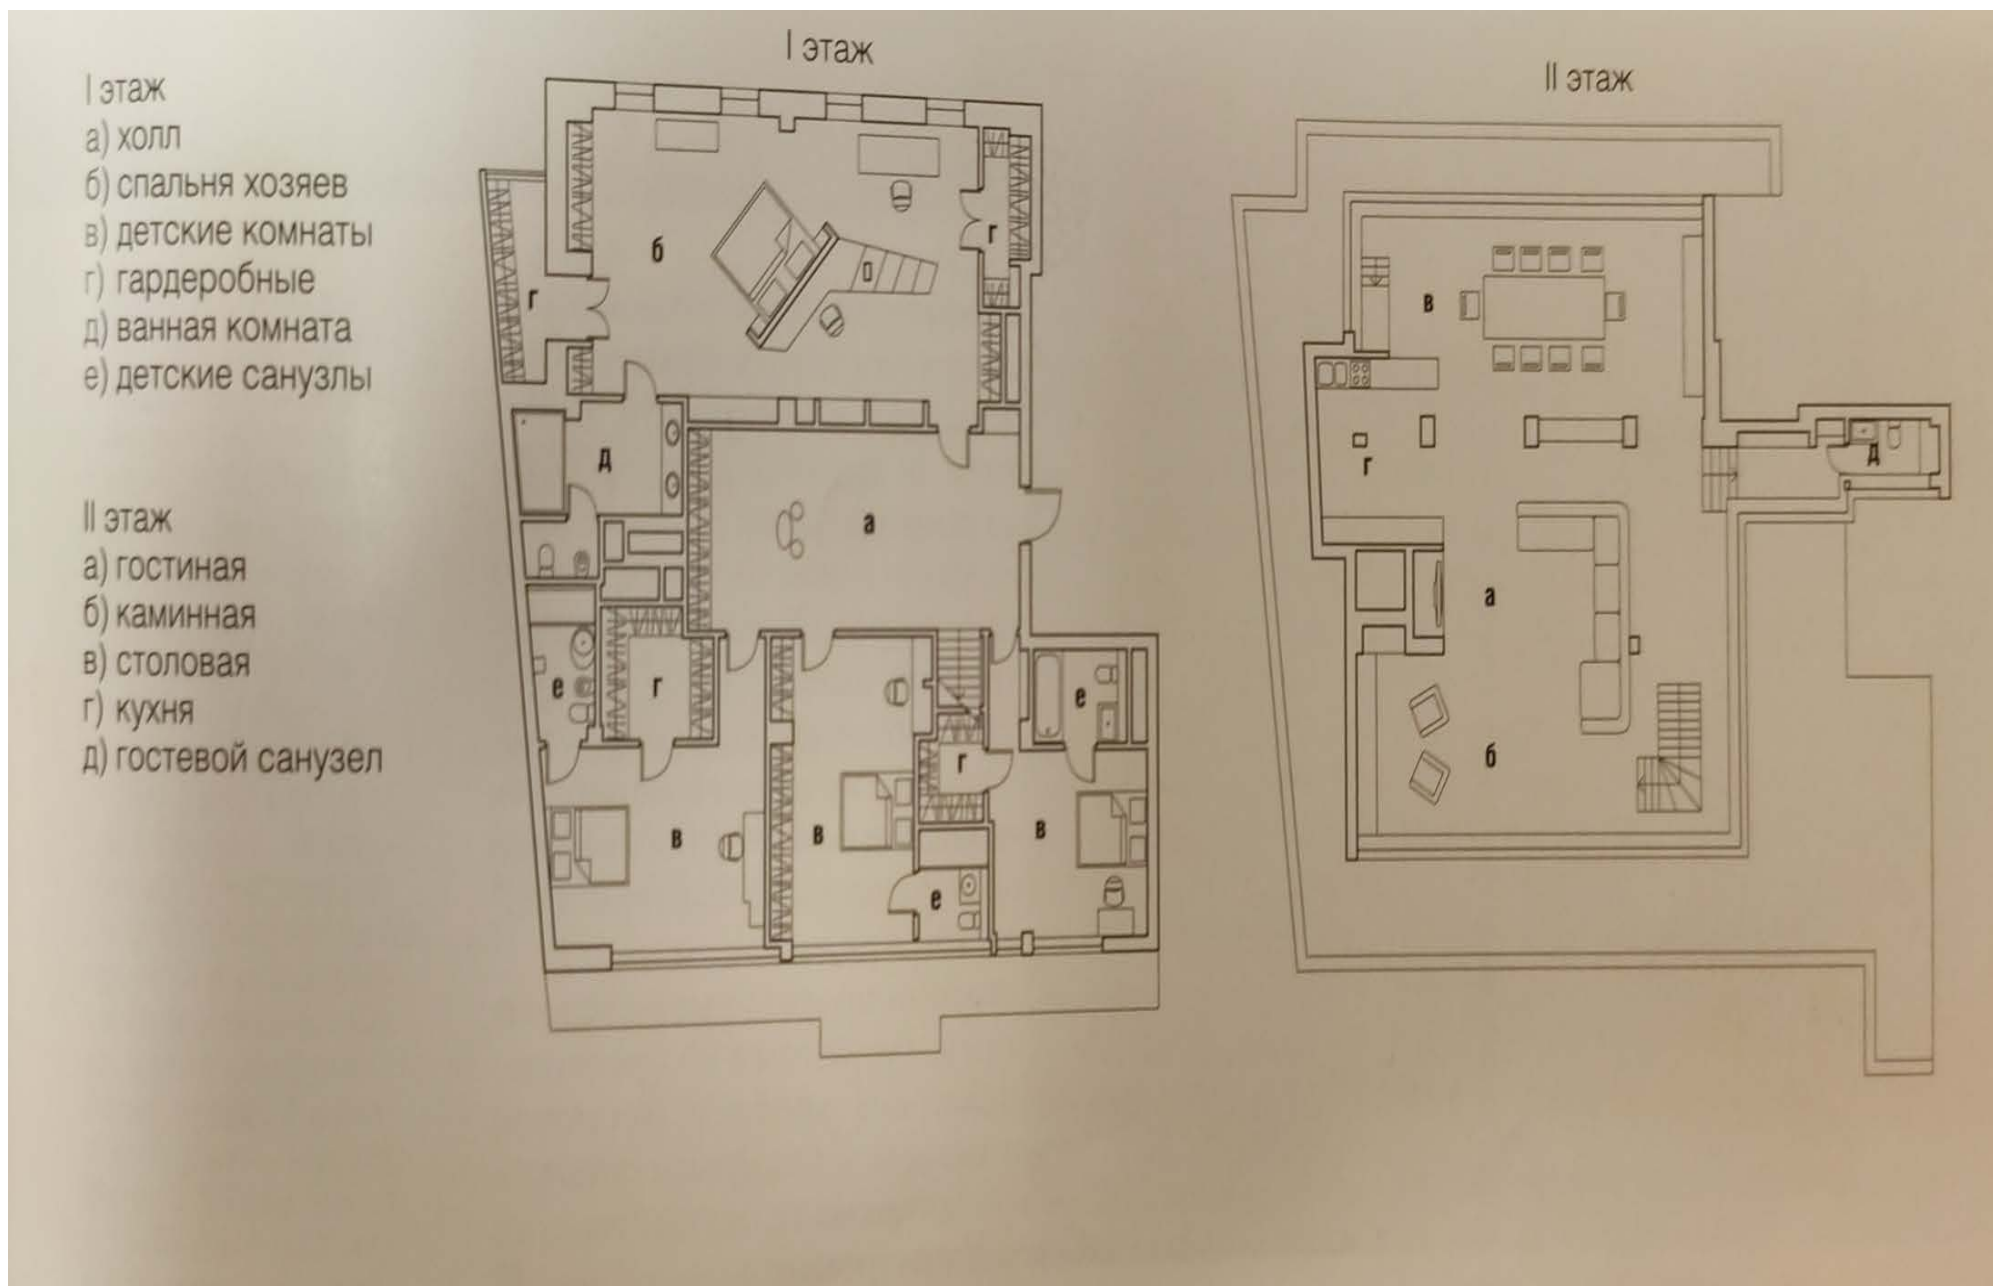 I этаж
а) холл
б) спальня хозяев
в) детские комнаты
г) гардеробные
д) ванная комната
е) детские санузлы
II этаж
а) гостиная
б) каминная
в) столовая
г) кухня
д) гостевой санузел
I этаж
б
г
г
д
а
е
г
е
г
в
в
в
е
II этаж
в
г
д
а
б